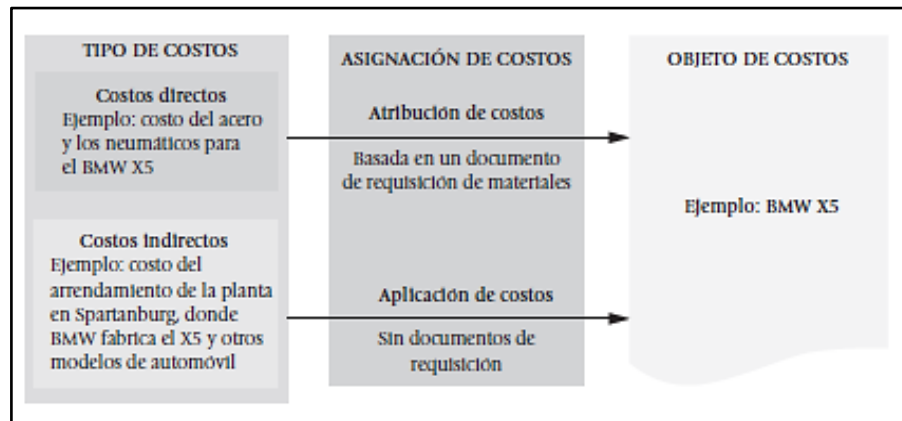 TIPO DE COSTOS
Costos directos
Ejemplo: costo del acero
y los neumáticos para
el BMW X5
Costos indirectos
Ejemplo: costo del
arrendamiento de la planta
en Spartanburg, donde
BMW fabrica el X5 y otros
modelos de automóvil
ASIGNACIÓN DE COSTOS
Atribución de costos
Basada en un documento
de requisición de materiales
Aplicación de costos
Sin documentos de
requisición
OBJETO DE COSTOS
Ejemplo: BMW X5